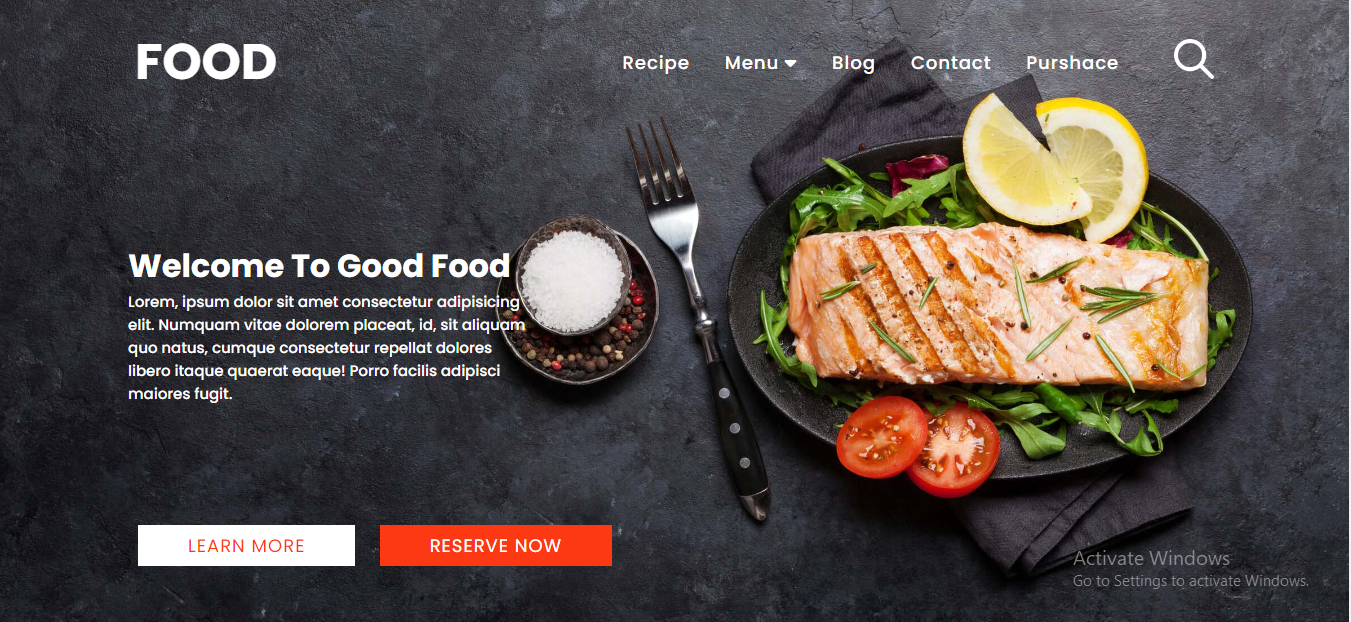 FOOD
Recipe Menu Blog Contact Purshace
Welcome To Good Food
Lorem, ipsum dolor sit amet consectetur adipisicing
elit. Numquam vitae dolorem placeat, id, sit aliquam
quo natus, cumque consectetur repellat dolores
libero itaque quaerat eaque! Porro facilis adipisci
maiores fugit.
LEARN MORE RESERVE NOW
Activate Windows
Go to Settings to activate Windows.